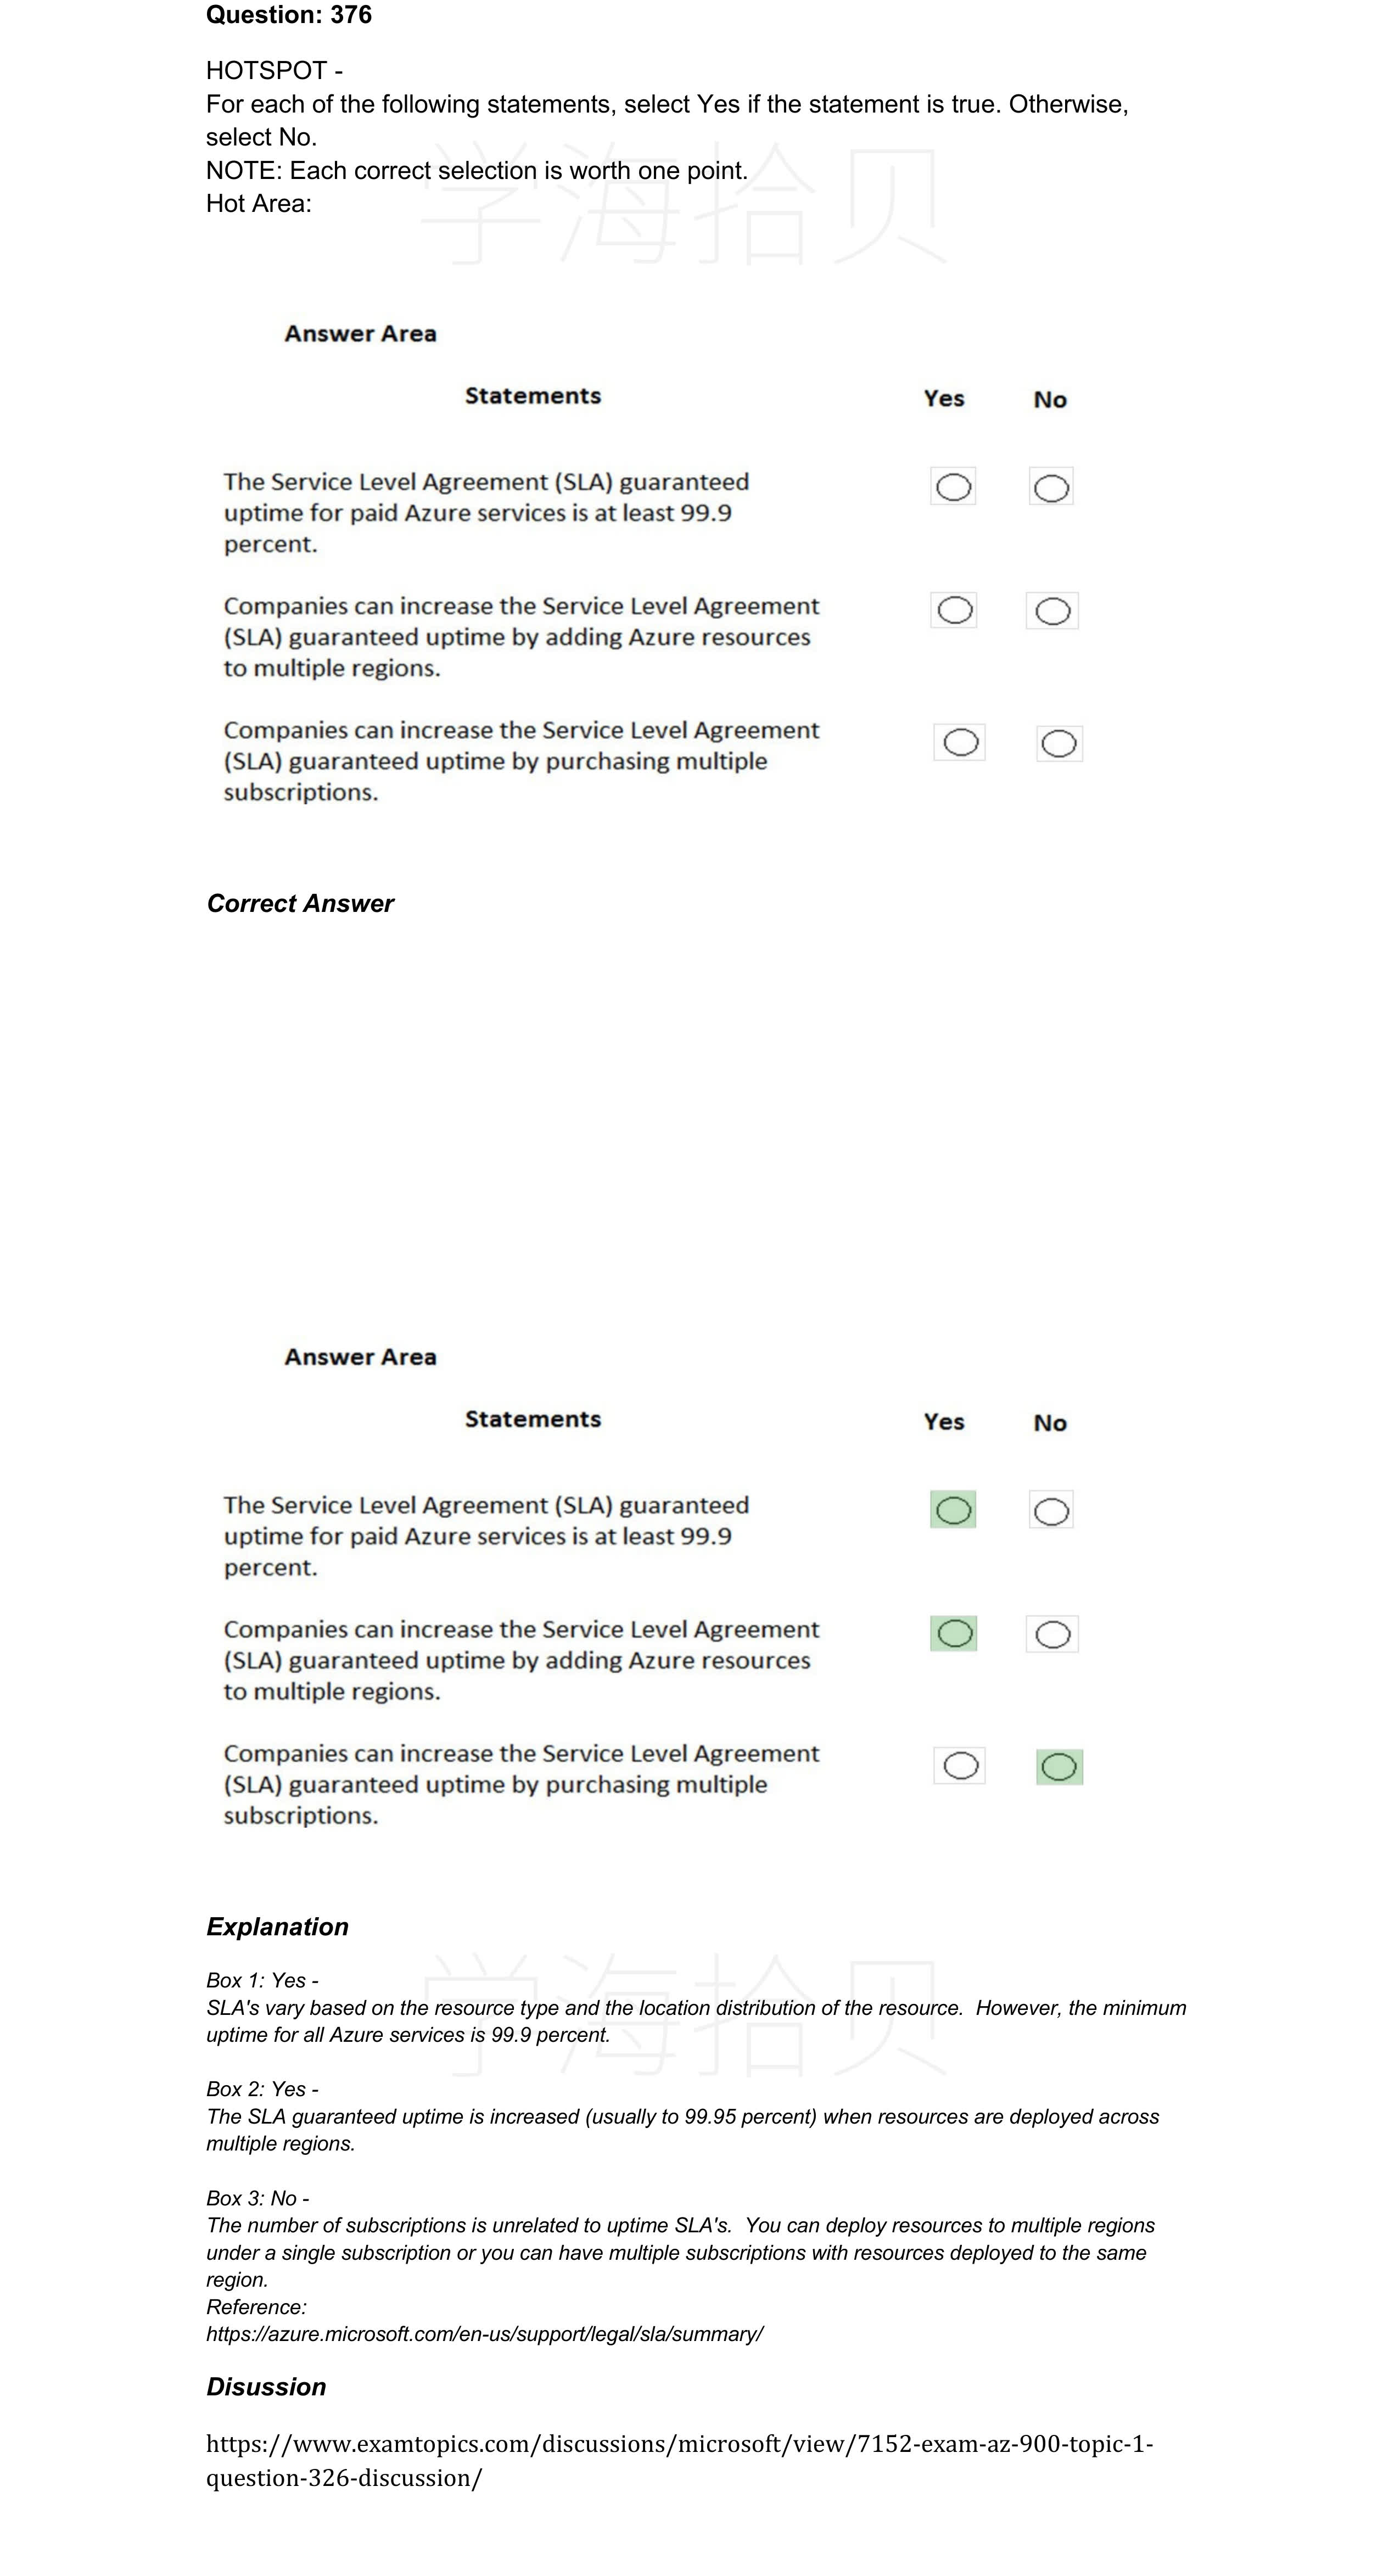 Question: 376
HOTSPOT -
For each of the following statements, select Yes if the statement is true. Otherwise,
select No.
NOTE: Each correct selection is worth one point.
Hot Area:
学海拾贝
Answer Area
Statements Yes No
The Service Level Agreement (SLA) guaranteed
uptime for paid Azure services is at least 99.9
percent.
Companies can increase the Service Level Agreement
(SLA) guaranteed uptime by adding Azure resources
to multiple regions.
Companies can increase the Service Level Agreement
(SLA) guaranteed uptime by purchasing multiple
subscriptions.
Correct Answer
Answer Area
Statements Yes No
The Service Level Agreement (SLA) guaranteed
uptime for paid Azure services is at least 99.9
percent.
Companies can increase the Service Level Agreement
(SLA) guaranteed uptime by adding Azure resources
to multiple regions.
Companies can increase the Service Level Agreement
(SLA) guaranteed uptime by purchasing multiple
subscriptions.
Explanation
学海拾贝
Box 1: Yes -
SLA's vary based on the resource type and the location distribution of the resource. However, the minimum
uptime for all Azure services is 99.9 percent.
Box 2: Yes -
The SLA guaranteed uptime is increased (usually to 99.95 percent) when resources are deployed across
multiple regions.
Box 3: No -
The number of subscriptions is unrelated to uptime SLA's. You can deploy resources to multiple regions
under a single subscription or you can have multiple subscriptions with resources deployed to the same
region.
Reference:
https://azure.microsoft.com/en-us/support/legal/sla/summary/
Disussion
https://www.examtopics.com/discussions/microsoft/view/7152-exam-az-900-topic-1-
question-326-discussion/